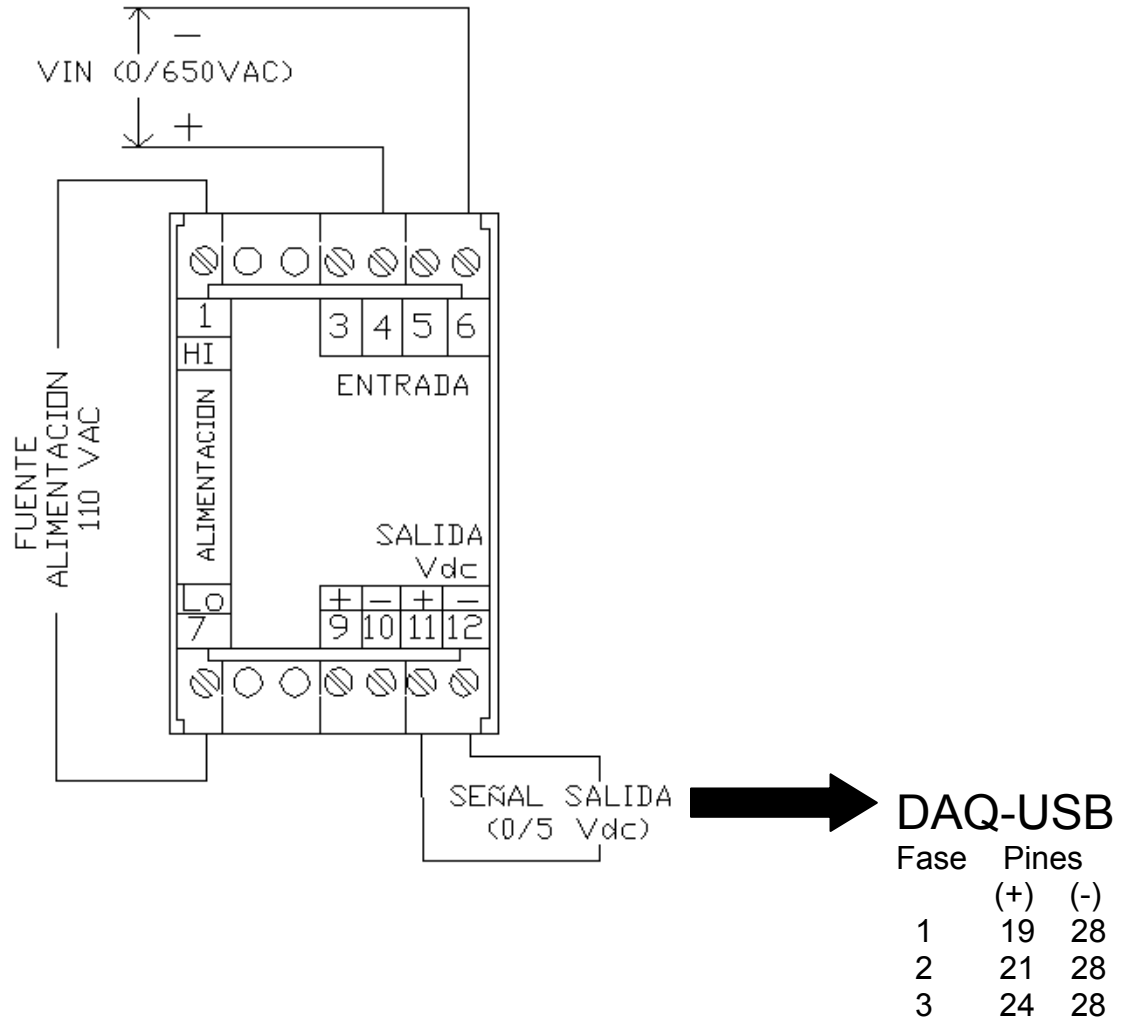 −
VIN (0/650VAC)
+
1
3 4 5 6
HI
ENTRADA
ALIMENTACION
FUENTE
ALIMENTACION
110 VAC
SALIDA
Vdc
Lo
+ − + −
7
9 10 11 12
SEÑAL SALIDA
(0/5 Vdc)
DAQ-USB
Fase Pines
(+) (-)
1 19 28
2 21 28
3 24 28